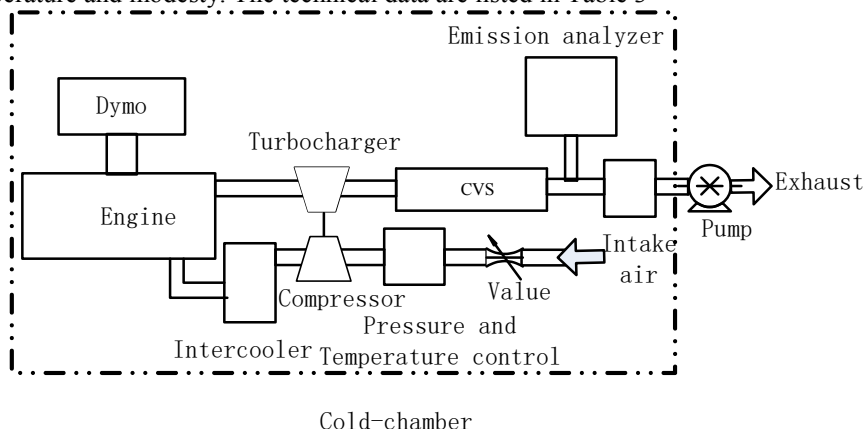 perature and modesty. The technical data are listed in Table 3
Emission analyzer
Dymo
Turbocharger
CVS
Exhaust
Engine
Pump
Intake
air
Compressor
Value
Pressure and
Temperature control
Intercooler
Cold-chamber